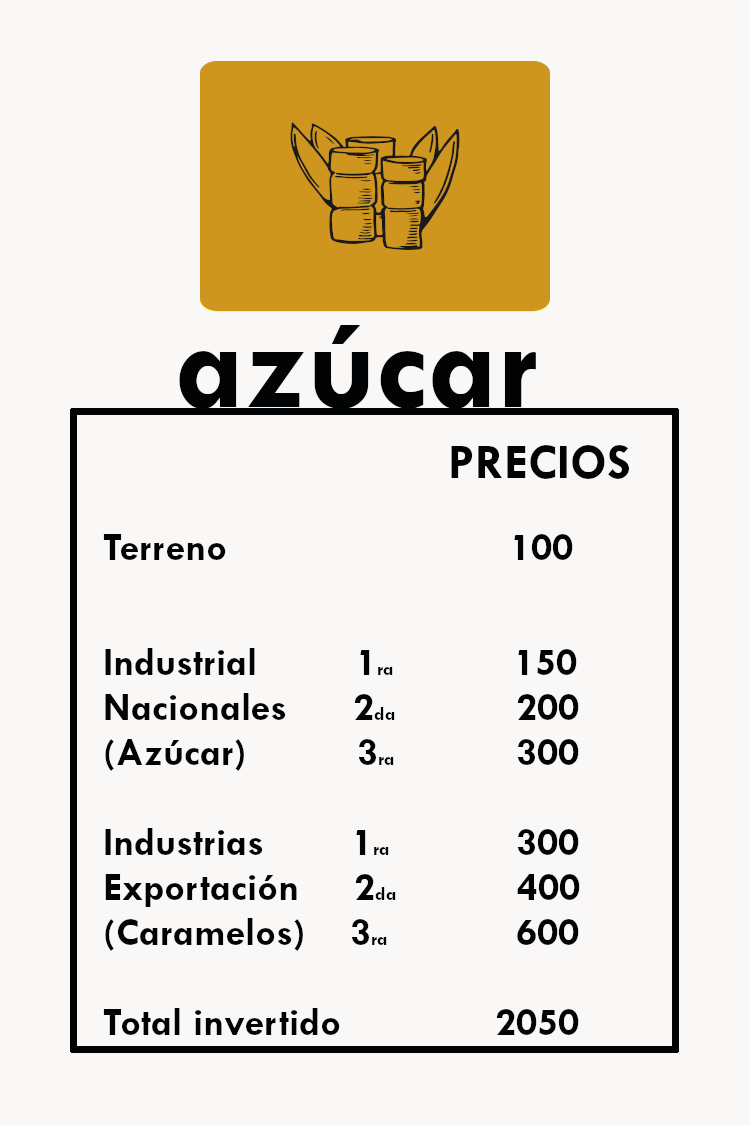 azúcar
PRECIOS
Terreno 100
Industrial 1ra 150
Nacionales 2da 200
(Azúcar) 3ra 300
Industrias 1ra 300
Exportación 2da 400
(Caramelos) 3ra 600
Total invertido 2050